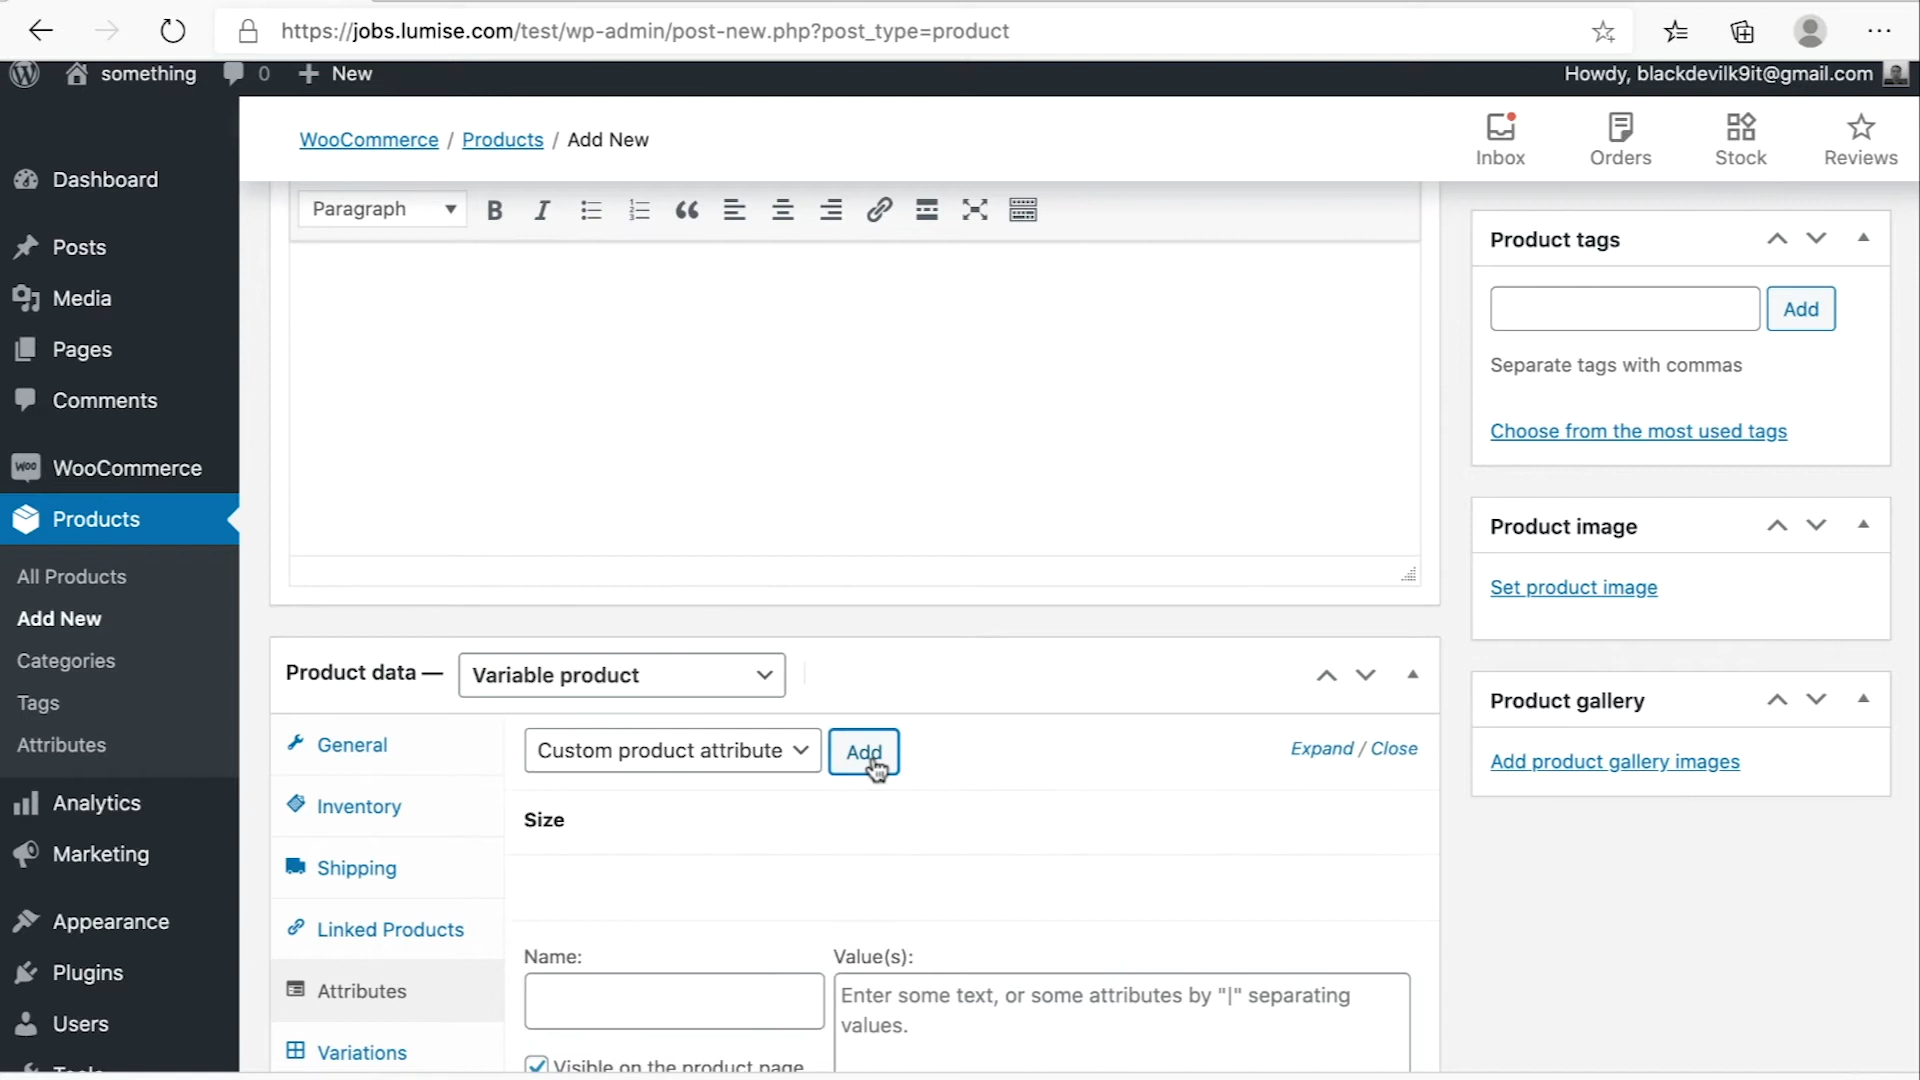 https://jobs.lumise.com/test/wp-admin/post-new.php?post_type=product
something 0 New
Howdy, blackdevilk9it@gmail.com
WooCommerce / Products / Add New
Inbox
Orders
Stock
Reviews
Dashboard
Posts
Media
Pages
Comments
Woo WooCommerce
Products
All Products
Add New
Categories
Tags
Attributes
Analytics
Marketing
Appearance
Plugins
Users
Paragraph B I
Product data — Variable product
General
Inventory
Shipping
Linked Products
Attributes
Variations
Custom product attribute Add
Expand / Close
Size
Name:
Value(s):
Enter some text, or some attributes by "|" separating
values.
Visible on the product page
Product tags
Add
Separate tags with commas
Choose from the most used tags
Product image
Set product image
Product gallery
Add product gallery images